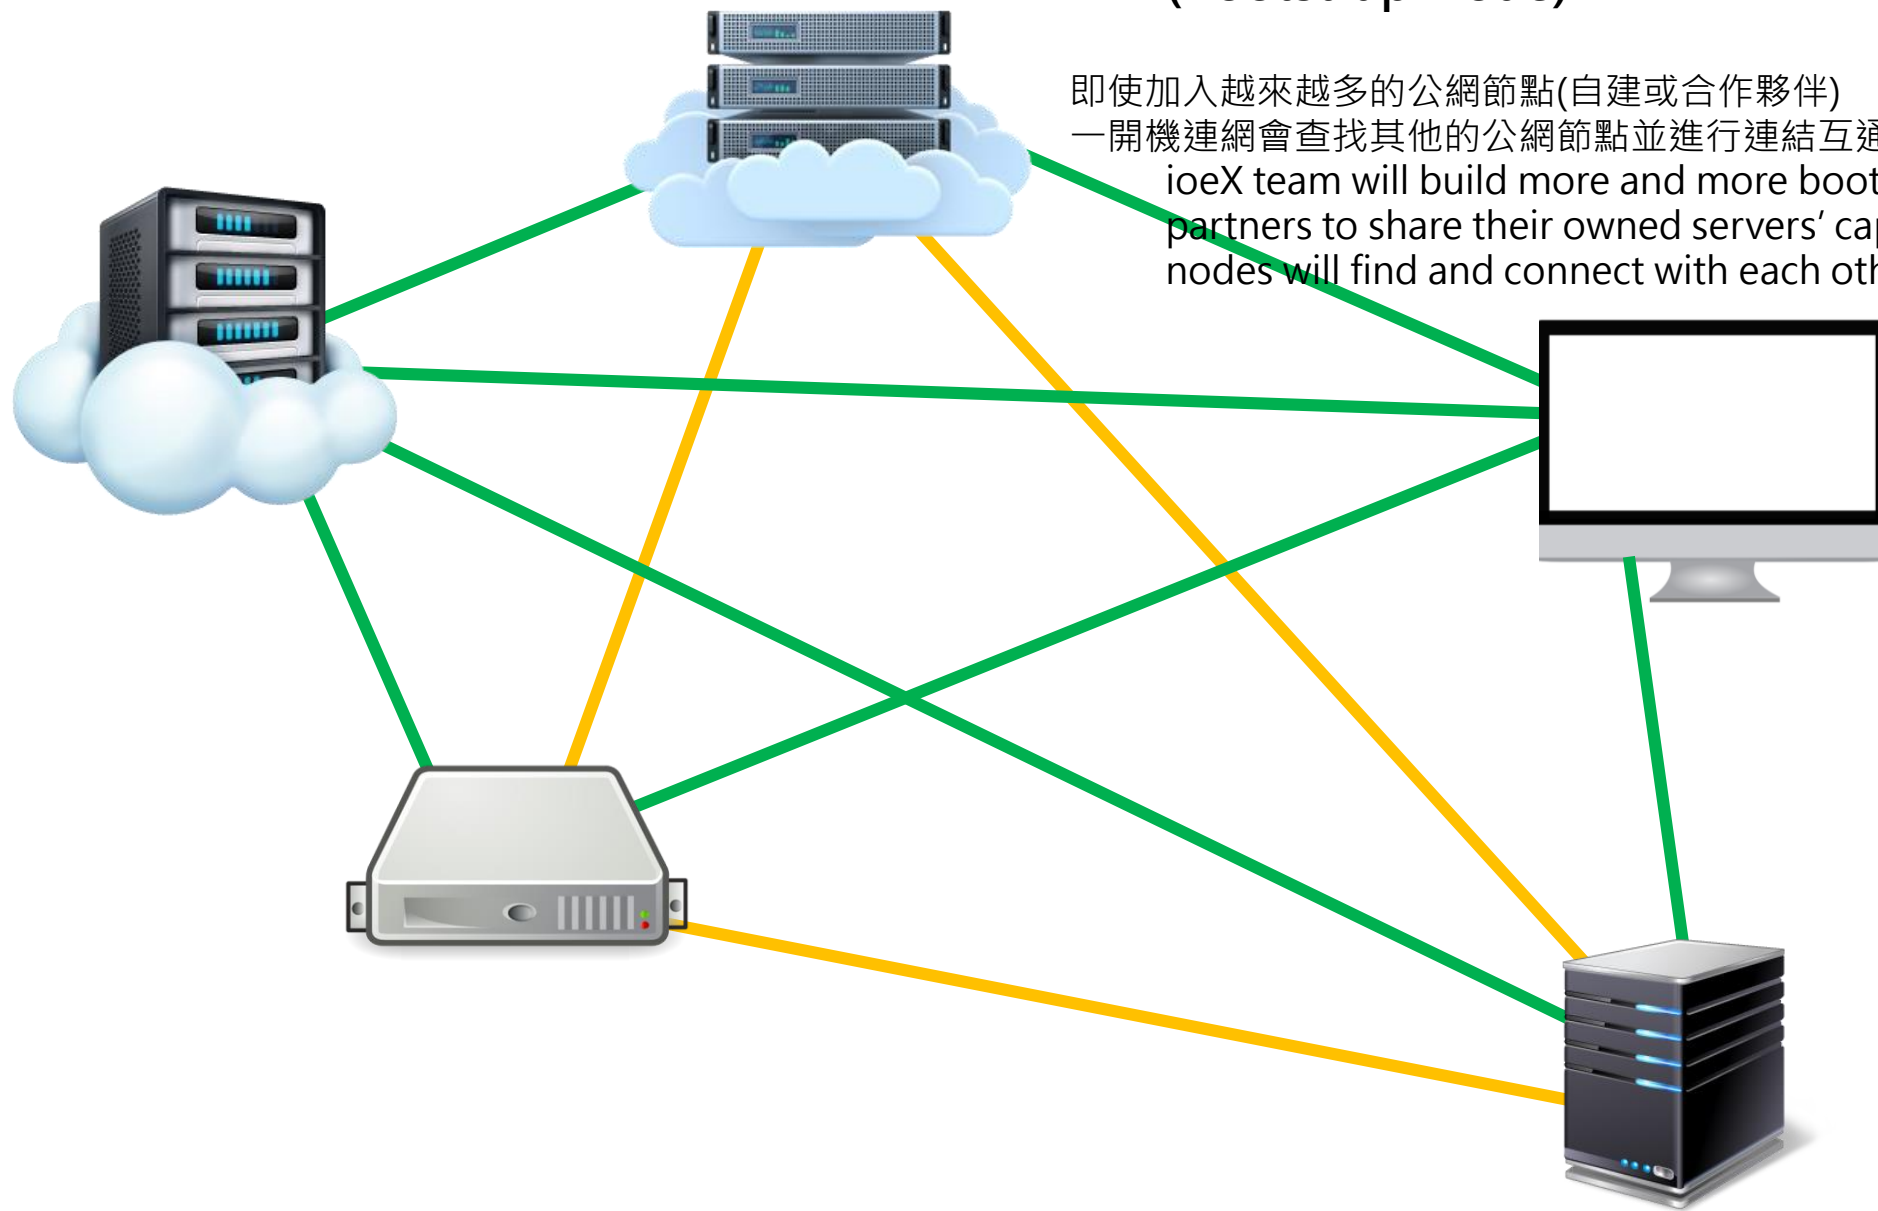 即使加入越來越多的公網節點(自建或合作夥伴)
一開機連網會查找其他的公網節點並進行連結互通
ioeX team will build more and more boot
partners to share their owned servers’ cap
nodes will find and connect with each oth